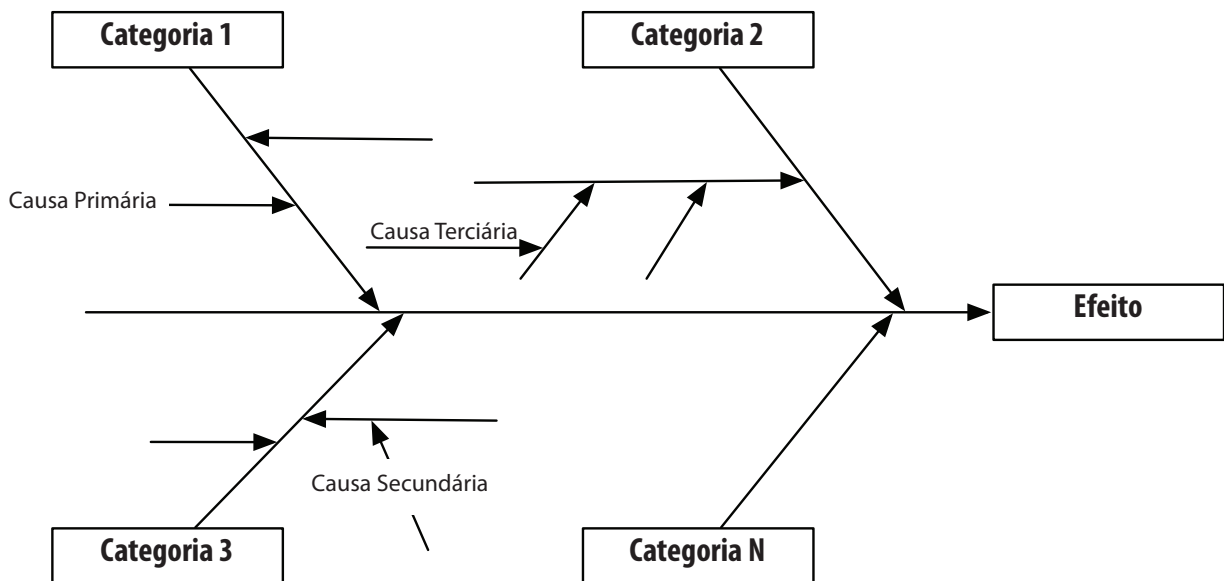 Categoria 1
Categoria 2
Causa Primária
Causa Terciária
Efeito
Causa Secundária
Categoria 3
Categoria N